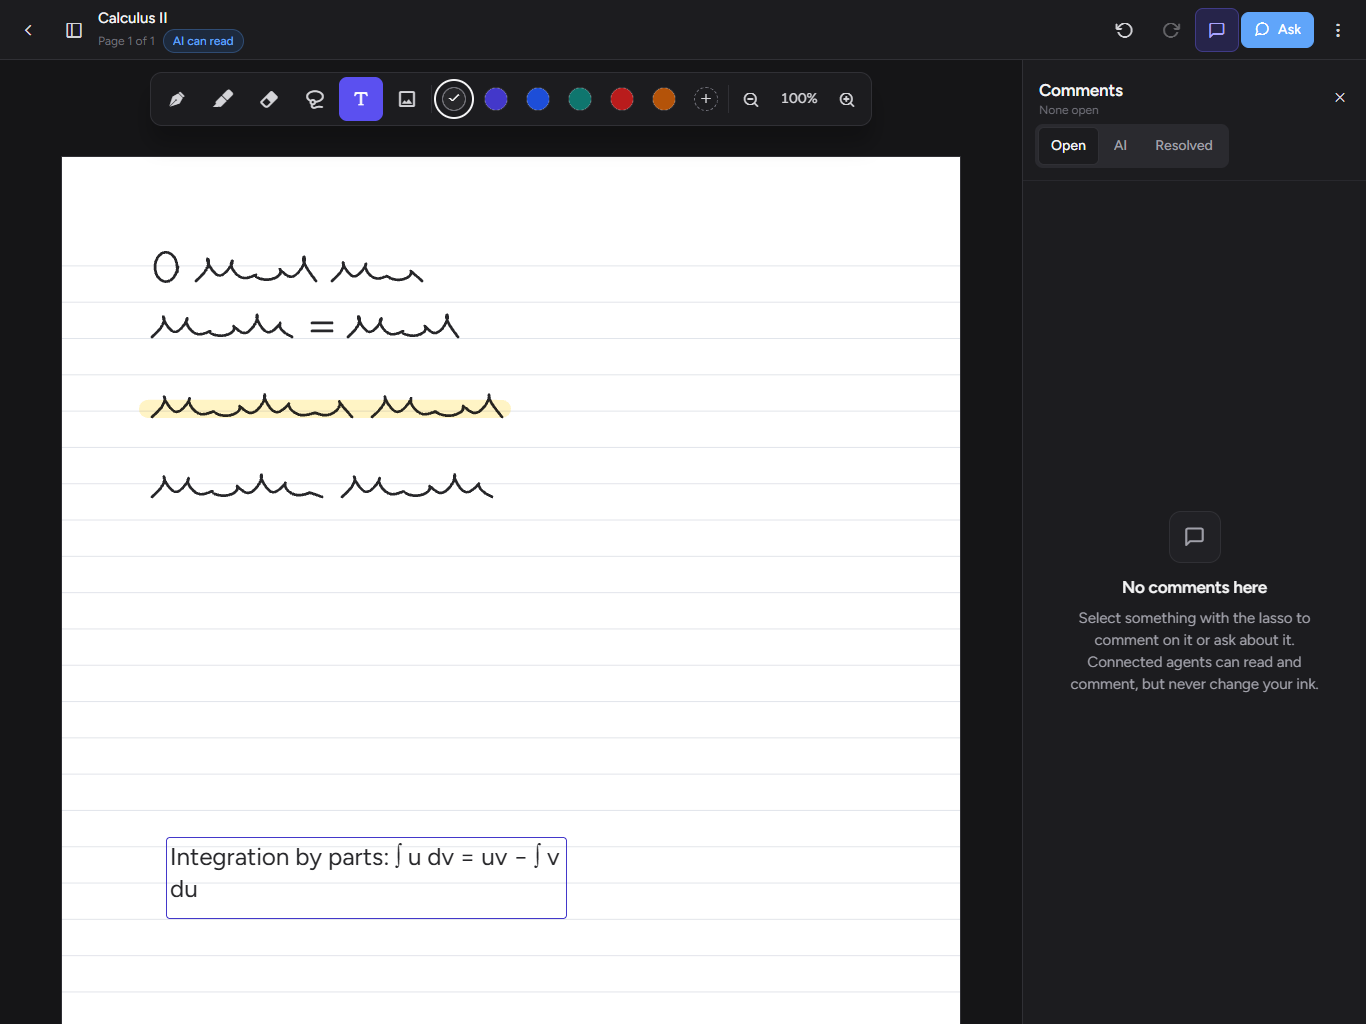 Calculus II
Page 1 of 1 AI can read
Ask
T
100%
Comments
None open
Open AI Resolved
O
=
Integration by parts: ∫ u dv = uv − ∫ v
du
No comments here
Select something with the lasso to
comment on it or ask about it.
Connected agents can read and
comment, but never change your ink.